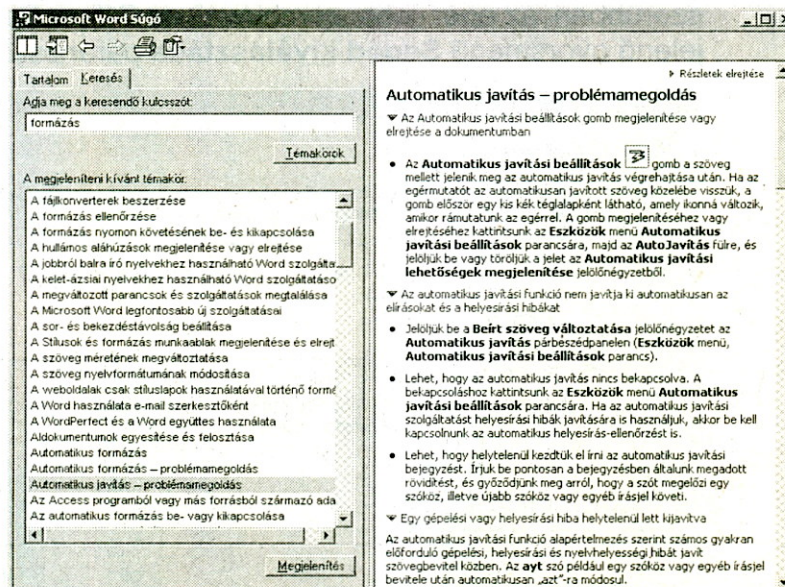 Microsoft Word Súgó
Tartalom Keresés
Adja meg a keresendő kulcsszót:
formázás
Témakörök
A megjeleníteni kívánt témakör:
A fájlkonverterek beszerzése
A formázás ellenőrzése
A formázás nyomon követésének be- és kikapcsolása
A hullámos aláhúzások megjelenítése vagy elrejtése
A jobbról balra író nyelvekhez használható Word szolgálta
A kelet-ázsiai nyelvekhez használható Word szolgáltatáso
A megváltozott parancsok és szolgáltatások megtalálása
A Microsoft Word legfontosabb új szolgáltatásai
A sor- és bekezdéstávolság beállítása
A Stílusok és formázás munkaablak megjelenítése és elrejt
A szöveg méretének megváltoztatása
A szöveg nyelvformátumának módosítása
A weboldalak csak stíluslapok használatával történő formé
A Word használata e-mail szerkesztőként
A WordPerfect és a Word együttes használata
Aldokumentumok egyesítése és felosztása
Automatikus formázás
Automatikus formázás – problémamegoldás
Automatikus javítás – problémamegoldás
Az Access programból vagy más forrásból származó ada
Az automatikus formázás be- vagy kikapcsolása
Megjelenítés
Részletek elrejtése
Automatikus javítás – problémamegoldás
Az Automatikus javítási beállítások gomb megjelenítése vagy
elrejtése a dokumentumban
• Az Automatikus javítási beállítások gomb a szöveg
mellett jelenik meg az automatikus javítás végrehajtása után. Ha az
egérmutatót az automatikusan javított szöveg közelébe visszük, a
gomb először egy kis kék téglalapként látható, amely ikonná változik,
amikor rámutatunk az egérrel. A gomb megjelenítéséhez vagy
elrejtéséhez kattintsunk az Eszközök menü Automatikus
javítási beállítások parancsára, majd az AutoJavítás fülre, és
jelöljük be vagy töröljük a jelet az Automatikus javítási
lehetőségek megjelenítése jelölőnégyzetből.
Az automatikus javítási funkció nem javítja ki automatikusan az
elírásokat és a helyesírási hibákat
• Jelöljük be a Beírt szöveg változtatása jelölőnégyzetet az
Automatikus javítás párbeszédpanelen (Eszközök menü,
Automatikus javítási beállítások parancs).
• Lehet, hogy az automatikus javítás nincs bekapcsolva. A
bekapcsoláshoz kattintsunk az Eszközök menü Automatikus
javítási beállítások parancsára. Ha az automatikus javítási
szolgáltatást helyesírási hibák javítására is használjuk, akkor be kell
kapcsolnunk az automatikus helyesírás-ellenőrzést is.
• Lehet, hogy helytelenül kezdtük el írni az automatikus javítási
bejegyzést. Írjuk be pontosan a bejegyzésben általunk megadott
rövidítést, és győződjünk meg arról, hogy a szót megelőzi egy
szóköz, illetve újabb szóköz vagy egyéb írásjel követi.
Egy gépelési vagy helyesírási hiba helytelenül lett kijavítva
Az automatikus javítási funkció alapértelmezés szerint számos gyakran
előforduló gépelési, helyesírási és nyelvhelyességi hibát javít
szövegbevitel közben. Az ayt szó például egy szóköz vagy egyéb írásjel
bevitele után automatikusan „azt”-ra módosul.